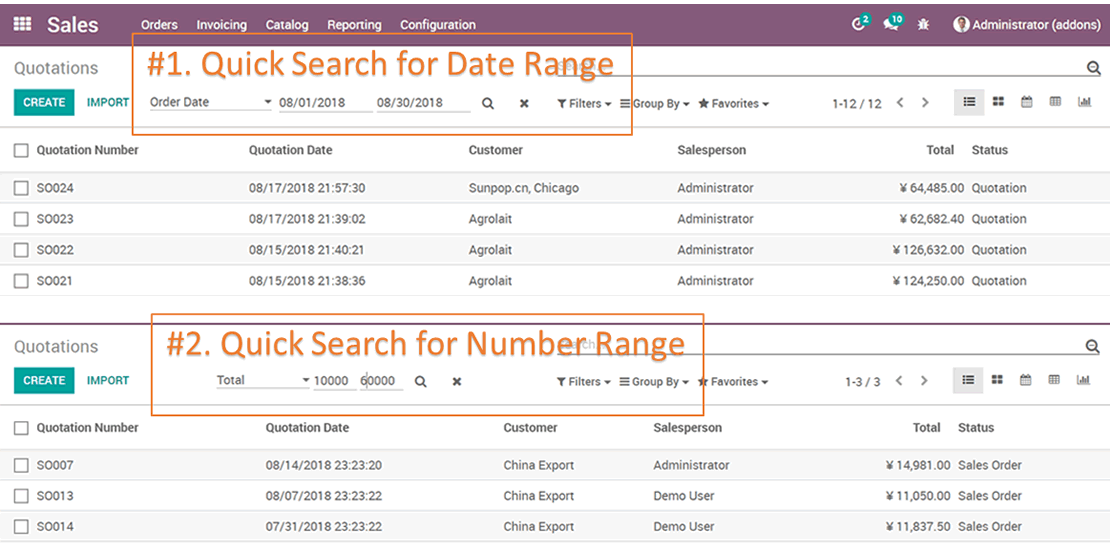 Sales Orders Invoicing Catalog Reporting Configuration 2 10 Administrator (addons)
#1. Quick Search for Date Range
Quotations Search...
CREATE IMPORT Order Date 08/01/2018 08/30/2018 Filters Group By Favorites 1-12 / 12
Quotation Number Quotation Date Customer Salesperson Total Status
SO024 08/17/2018 21:57:30 Sunpop.cn, Chicago Administrator ¥ 64,485.00 Quotation
SO023 08/17/2018 21:39:02 Agrolait Administrator ¥ 62,682.40 Quotation
SO022 08/15/2018 21:40:21 Agrolait Administrator ¥ 126,632.00 Quotation
SO021 08/15/2018 21:38:36 Agrolait Administrator ¥ 124,250.00 Quotation
#2. Quick Search for Number Range
Quotations Search...
CREATE IMPORT Total 10000 60000 Filters Group By Favorites 1-3 / 3
Quotation Number Quotation Date Customer Salesperson Total Status
SO007 08/14/2018 23:23:20 China Export Administrator ¥ 14,981.00 Sales Order
SO013 08/07/2018 23:23:22 China Export Demo User ¥ 11,050.00 Sales Order
SO014 07/31/2018 23:23:22 China Export Demo User ¥ 11,837.50 Sales Order